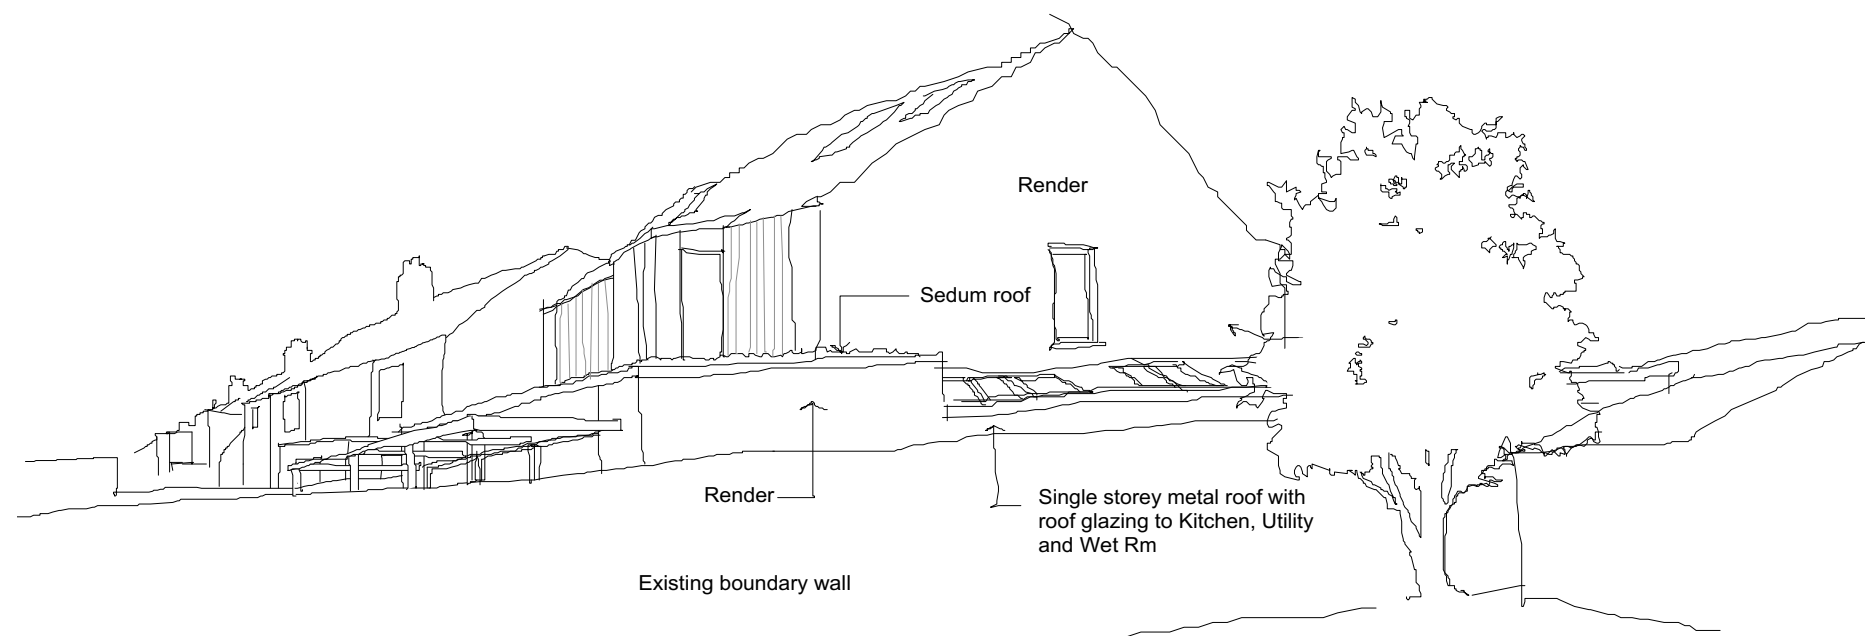 Render
Sedum roof
Render
Single storey metal roof with
roof glazing to Kitchen, Utility
and Wet Rm
Existing boundary wall